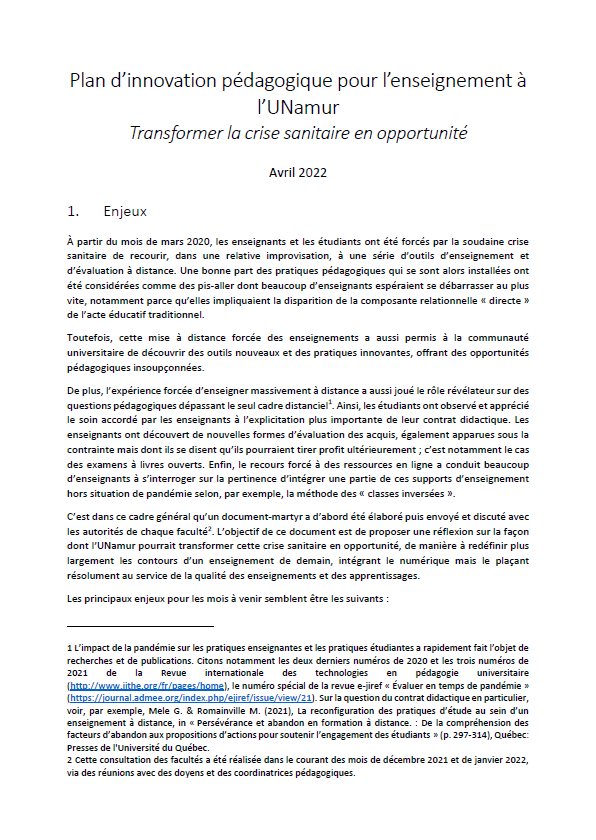 Plan d’innovation pédagogique pour l’enseignement à
l’UNamur
Transformer la crise sanitaire en opportunité
Avril 2022
1. Enjeux
À partir du mois de mars 2020, les enseignants et les étudiants ont été forcés par la soudaine crise
sanitaire de recourir, dans une relative improvisation, à une série d’outils d’enseignement et
d’évaluation à distance. Une bonne part des pratiques pédagogiques qui se sont alors installées ont
été considérées comme des pis-aller dont beaucoup d’enseignants espéraient se débarrasser au plus
vite, notamment parce qu’elles impliquaient la disparition de la composante relationnelle « directe »
de l’acte éducatif traditionnel.
Toutefois, cette mise à distance forcée des enseignements a aussi permis à la communauté
universitaire de découvrir des outils nouveaux et des pratiques innovantes, offrant des opportunités
pédagogiques insoupçonnées.
De plus, l’expérience forcée d’enseigner massivement à distance a aussi joué le rôle révélateur sur des
questions pédagogiques dépassant le seul cadre distanciel1. Ainsi, les étudiants ont observé et apprécié
le soin accordé par les enseignants à l’explicitation plus importante de leur contrat didactique. Les
enseignants ont découvert de nouvelles formes d’évaluation des acquis, également apparues sous la
contrainte mais dont ils se disent qu’ils pourraient tirer profit ultérieurement ; c’est notamment le cas
des examens à livres ouverts. Enfin, le recours forcé à des ressources en ligne a conduit beaucoup
d’enseignants à s’interroger sur la pertinence d’intégrer une partie de ces supports d’enseignement
hors situation de pandémie selon, par exemple, la méthode des « classes inversées ».
C’est dans ce cadre général qu’un document-martyr a d’abord été élaboré puis envoyé et discuté avec
les autorités de chaque faculté2. L’objectif de ce document est de proposer une réflexion sur la façon
dont l’UNamur pourrait transformer cette crise sanitaire en opportunité, de manière à redéfinir plus
largement les contours d’un enseignement de demain, intégrant le numérique mais le plaçant
résolument au service de la qualité des enseignements et des apprentissages.
Les principaux enjeux pour les mois à venir semblent être les suivants :
1 L’impact de la pandémie sur les pratiques enseignantes et les pratiques étudiantes a rapidement fait l’objet de
recherches et de publications. Citons notamment les deux derniers numéros de 2020 et les trois numéros de
2021 de la Revue internationale des technologies en pédagogie universitaire
(http://www.ijthe.org/fr/pages/home), le numéro spécial de la revue e-jiref « Évaluer en temps de pandémie »
(https://journal.admee.org/index.php/ejiref/issue/view/21). Sur la question du contrat didactique en particulier,
voir, par exemple, Mele G. & Romainville M. (2021), La reconfiguration des pratiques d’étude au sein d’un
enseignement à distance, in « Persévérance et abandon en formation à distance. : De la compréhension des
facteurs d’abandon aux propositions d’actions pour soutenir l’engagement des étudiants » (p. 297-314), Québec:
Presses de l'Université du Québec.
2 Cette consultation des facultés a été réalisée dans le courant des mois de décembre 2021 et de janvier 2022,
via des réunions avec des doyens et des coordinatrices pédagogiques.